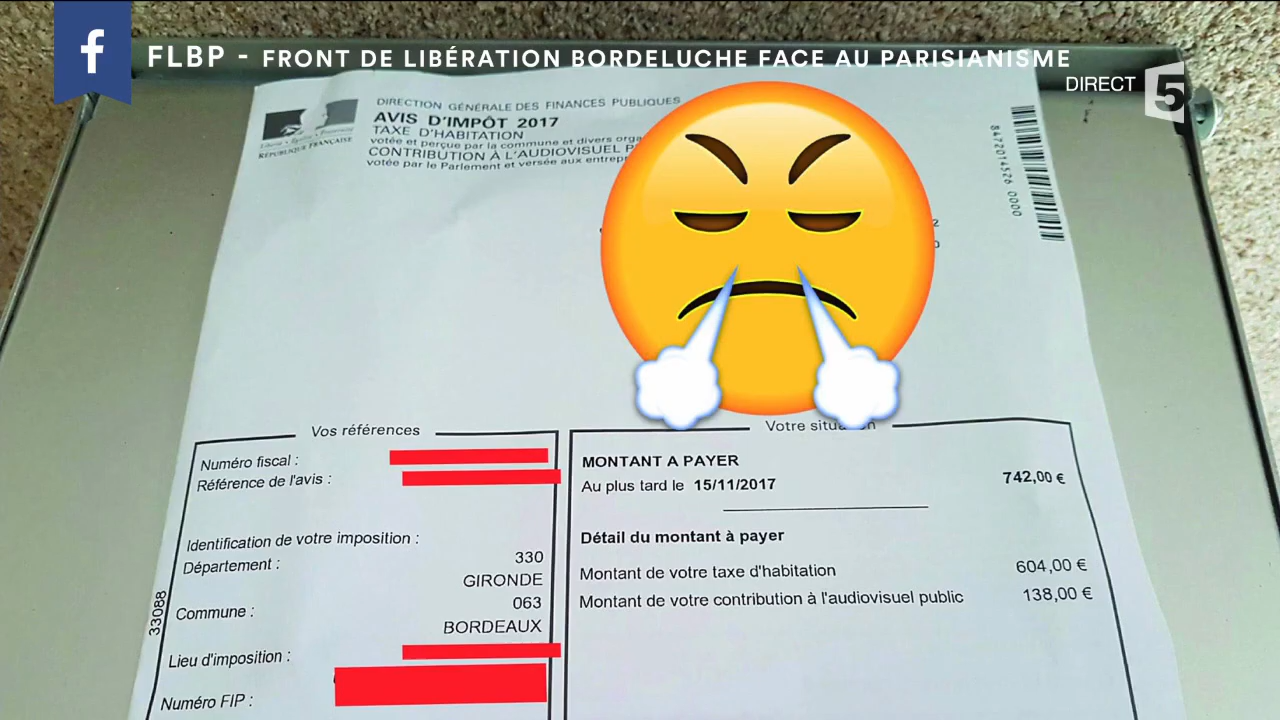 f
FLBP - FRONT DE LIBÉRATION BORDELUCHE FACE AU PARISIANISME
DIRECT 5
DIRECTION GÉNÉRALE DES FINANCES PUBLIQUES
AVIS D'IMPÔT 2017
TAXE D'HABITATION
votée et perçue par la commune et divers
CONTRIBUTION À L'AUDIOVISUEL
votée par le Parlement et versée aux
RÉPUBLIQUE FRANÇAISE
8472014526 0000
Vos références
Numéro fiscal :
Référence de l'avis :
Identification de votre imposition :
Département :
330
GIRONDE
Commune :
063
BORDEAUX
Lieu d'imposition :
Numéro FIP :
33088
Votre
MONTANT A PAYER
Au plus tard le 15/11/2017 742,00 €
Détail du montant à payer
Montant de votre taxe d'habitation 604,00 €
Montant de votre contribution à l'audiovisuel public 138,00 €